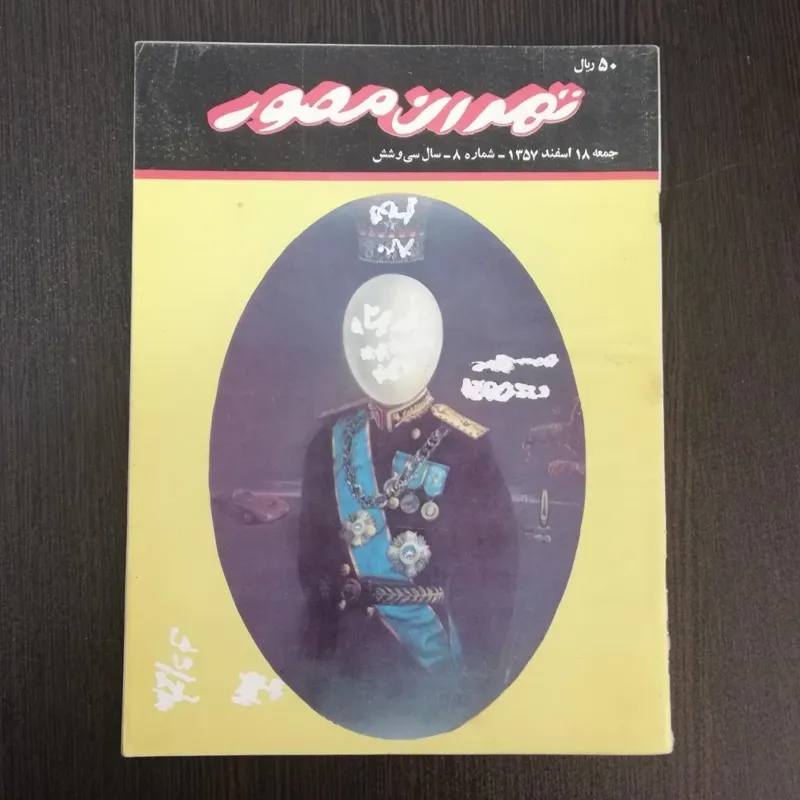 ۵۰ ریال
تهران مصور
جمعه ۱۸ اسفند ۱۳۵۷ - شماره ۸ - سال سی و شش